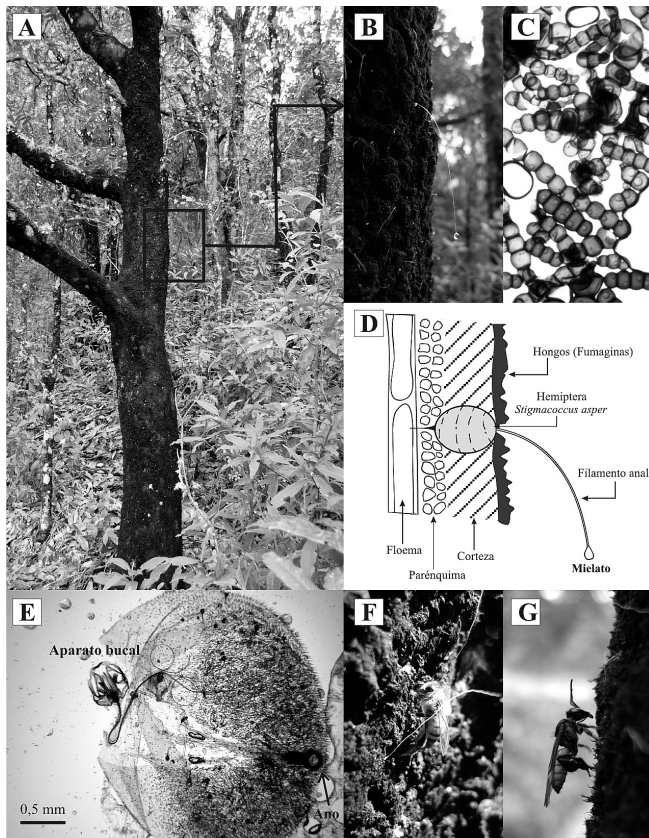 A
B
C
D
Hongos (Fumaginas)
Hemiptera
Stigmacoccus asper
Filamento anal
Floema
Corteza
Parénquima
Mielato
E
Aparato bucal
0,5 mm
Ano
F
G